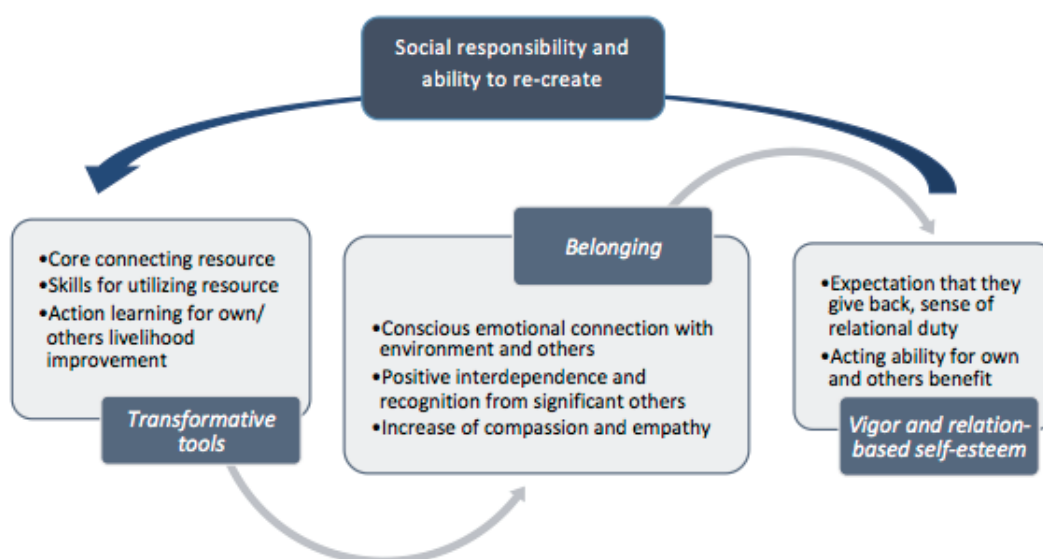 Social responsibility and
ability to re-create
•Core connecting resource
•Skills for utilizing resource
•Action learning for own/
others livelihood
improvement
Transformative
tools
Belonging
•Conscious emotional connection with
environment and others
•Positive interdependence and
recognition from significant others
•Increase of compassion and empathy
•Expectation that they
give back, sense of
relational duty
•Acting ability for own
and others benefit
Vigor and relation-
based self-esteem